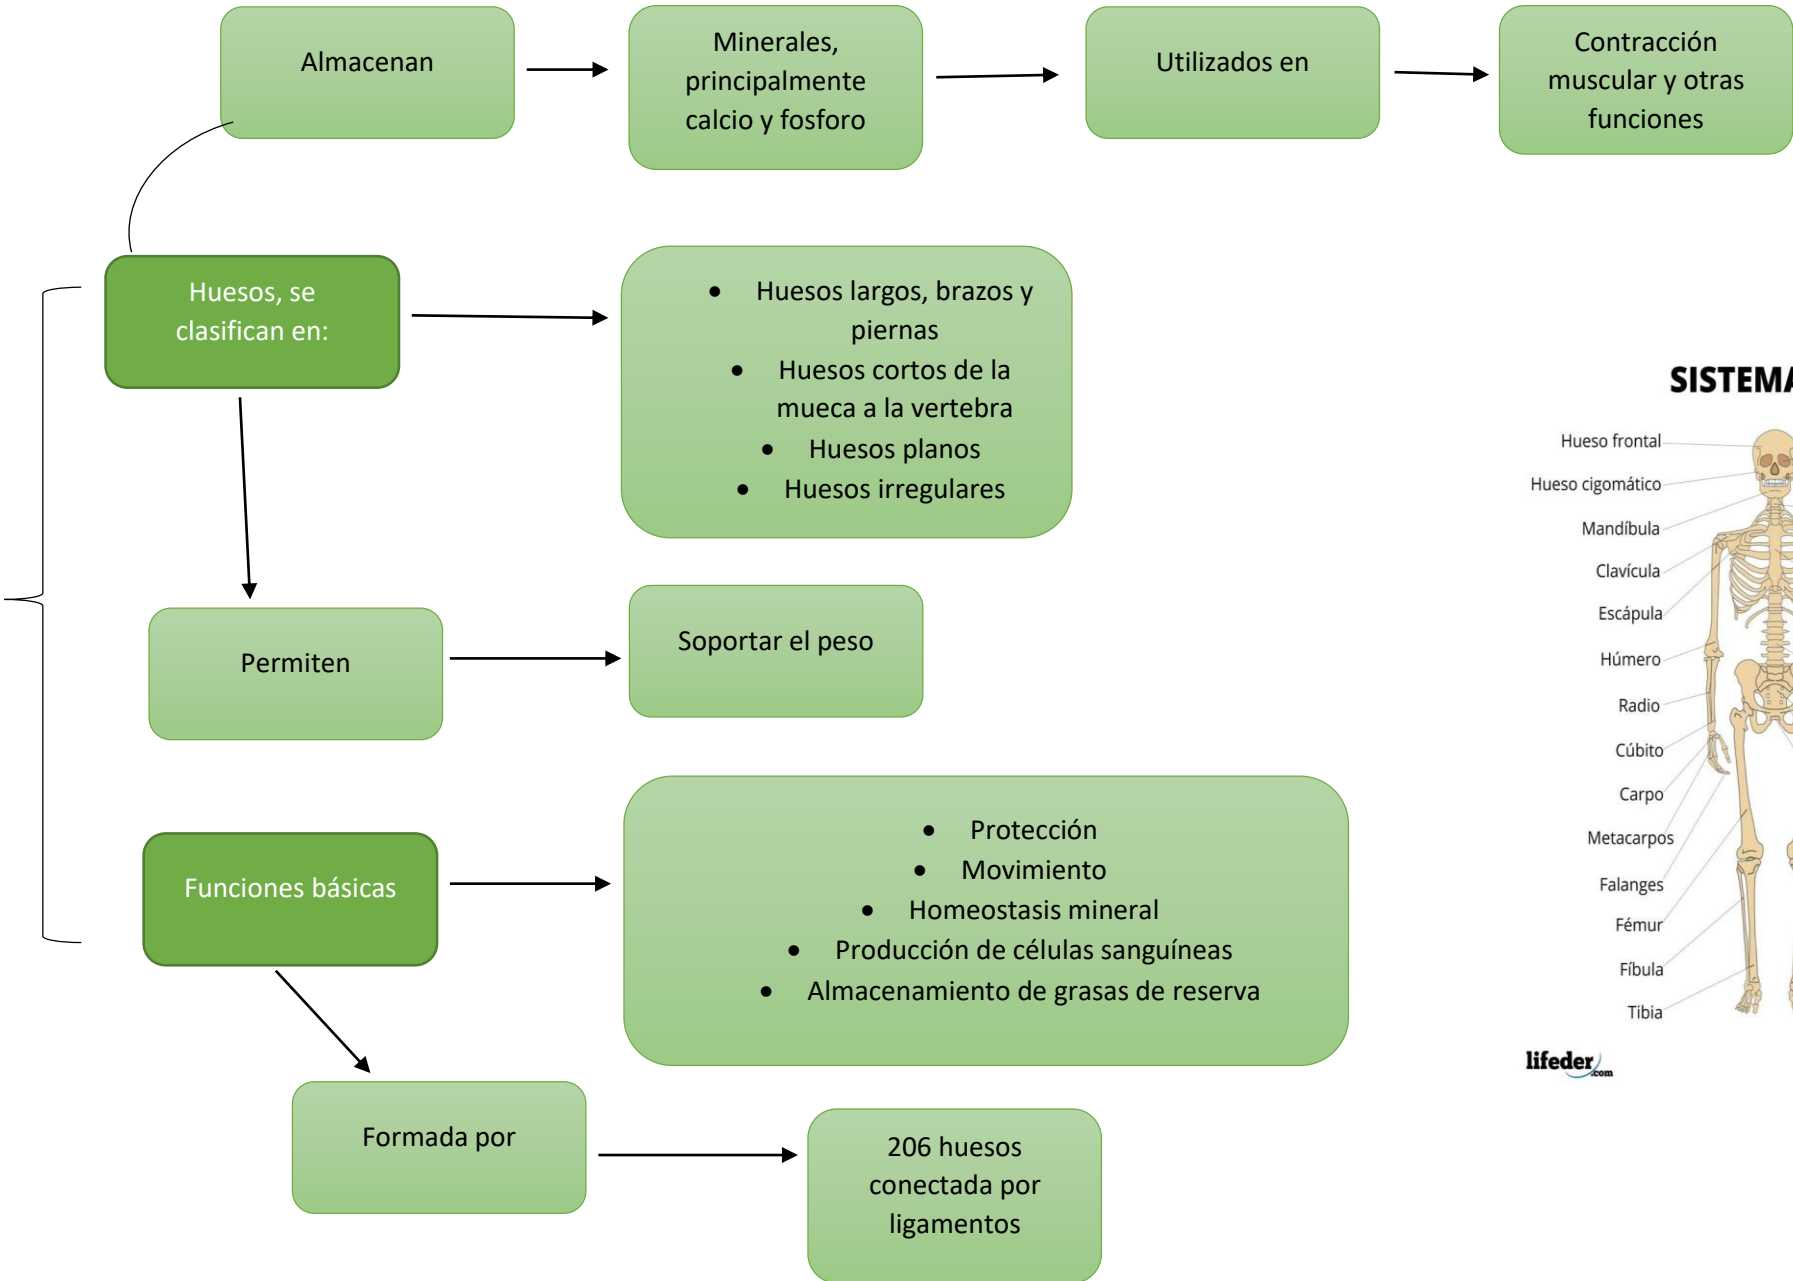 Almacenan
Minerales,
principalmente
calcio y fosforo
Utilizados en
Contracción
muscular y otras
funciones
Huesos, se
clasifican en:
• Huesos largos, brazos y
piernas
• Huesos cortos de la
mueca a la vertebra
• Huesos planos
• Huesos irregulares
Permiten
Soportar el peso
Funciones básicas
• Protección
• Movimiento
• Homeostasis mineral
• Producción de células sanguíneas
• Almacenamiento de grasas de reserva
Formada por
206 huesos
conectada por
ligamentos
SISTEMA
Hueso frontal
Hueso cigomático
Mandíbula
Clavícula
Escápula
Húmero
Radio
Cúbito
Carpo
Metacarpos
Falanges
Fémur
Fíbula
Tibia
lifeder.com